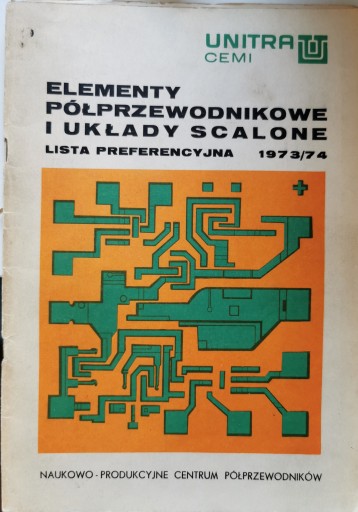 UNITRA
CEMI
ELEMENTY
PÓŁPRZEWODNIKOWE
I UKŁADY SCALONE
LISTA PREFERENCYJNA 1973/74
NAUKOWO-PRODUKCYJNE CENTRUM PÓŁPRZEWODNIKÓW